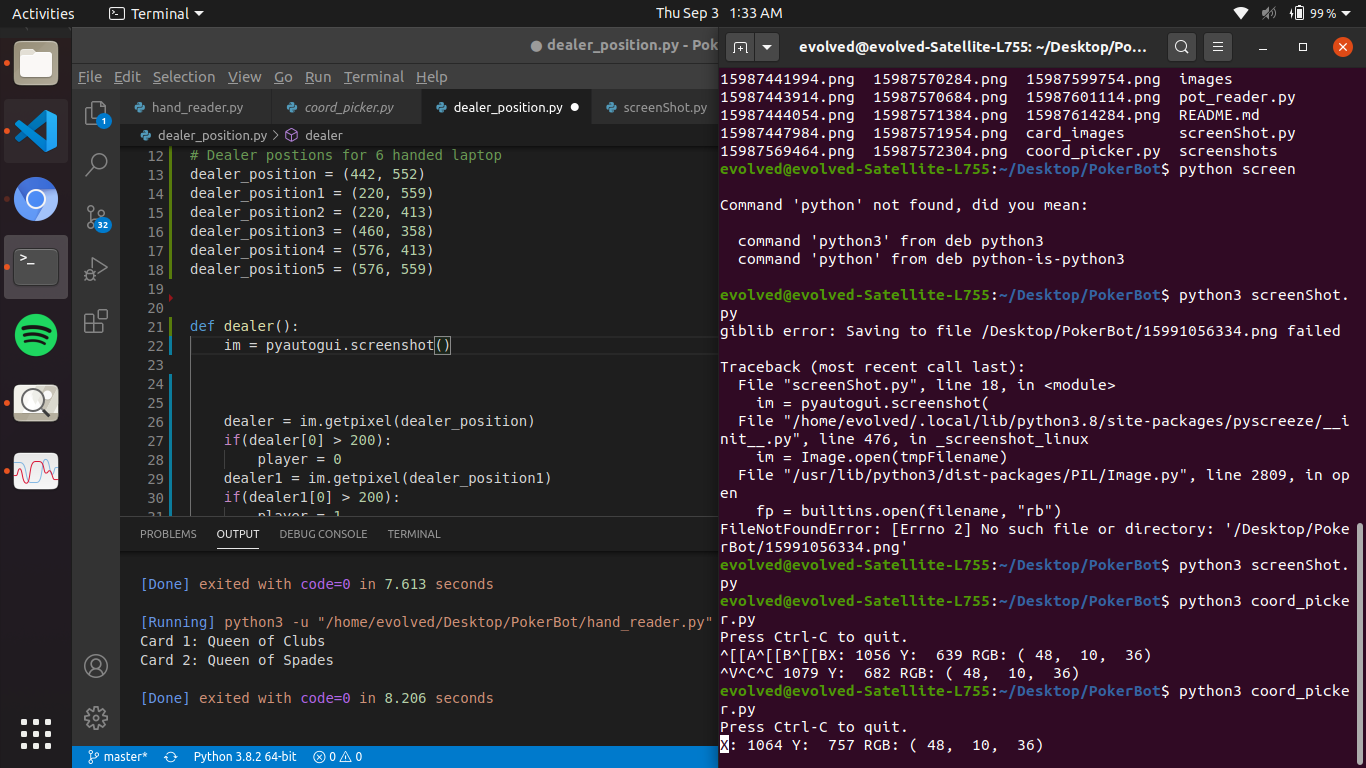 Activities
Terminal
Thu Sep 3 1:33 AM
99 %
● dealer_position.py - Pok
File Edit Selection View Go Run Terminal Help
hand_reader.py
coord_picker.py
dealer_position.py
screenShot.py
dealer_position.py > dealer
12 # Dealer postions for 6 handed laptop
13 dealer_position = (442, 552)
14 dealer_position1 = (220, 559)
15 dealer_position2 = (220, 413)
16 dealer_position3 = (460, 358)
17 dealer_position4 = (576, 413)
18 dealer_position5 = (576, 559)
19
20
21 def dealer():
22 im = pyautogui.screenshot()
23
24
25
26 dealer = im.getpixel(dealer_position)
27 if(dealer[0] > 200):
28 player = 0
29 dealer1 = im.getpixel(dealer_position1)
30 if(dealer1[0] > 200):
31 player = 1
1
32
PROBLEMS OUTPUT DEBUG CONSOLE TERMINAL
[Done] exited with code=0 in 7.613 seconds
[Running] python3 -u "/home/evolved/Desktop/PokerBot/hand_reader.py"
Card 1: Queen of Clubs
Card 2: Queen of Spades
[Done] exited with code=0 in 8.206 seconds
master* Python 3.8.2 64-bit 0 0
evolved@evolved-Satellite-L755: ~/Desktop/Po...
15987441994.png 15987570284.png 15987599754.png images
15987443914.png 15987570684.png 15987601114.png pot_reader.py
15987444054.png 15987571384.png 15987614284.png README.md
15987447984.png 15987571954.png card_images screenShot.py
15987569464.png 15987572304.png coord_picker.py screenshots
evolved@evolved-Satellite-L755:~/Desktop/PokerBot$ python screen
Command 'python' not found, did you mean:
command 'python3' from deb python3
command 'python' from deb python-is-python3
evolved@evolved-Satellite-L755:~/Desktop/PokerBot$ python3 screenShot.
py
giblib error: Saving to file /Desktop/PokerBot/15991056334.png failed
Traceback (most recent call last):
File "screenShot.py", line 18, in <module>
im = pyautogui.screenshot(
File "/home/evolved/.local/lib/python3.8/site-packages/pyscreeze/__i
nit__.py", line 476, in _screenshot_linux
im = Image.open(tmpFilename)
File "/usr/lib/python3/dist-packages/PIL/Image.py", line 2809, in op
en
fp = builtins.open(filename, "rb")
FileNotFoundError: [Errno 2] No such file or directory: '/Desktop/Poke
rBot/15991056334.png'
evolved@evolved-Satellite-L755:~/Desktop/PokerBot$ python3 screenShot.
py
evolved@evolved-Satellite-L755:~/Desktop/PokerBot$ python3 coord_picke
r.py
Press Ctrl-C to quit.
^[[A^[[B^[[BX: 1056 Y:  639 RGB: ( 48,  10,  36)
^V^C^C 1079 Y:  682 RGB: ( 48,  10,  36)
evolved@evolved-Satellite-L755:~/Desktop/PokerBot$ python3 coord_picke
r.py
Press Ctrl-C to quit.
X: 1064 Y:  757 RGB: ( 48,  10,  36)